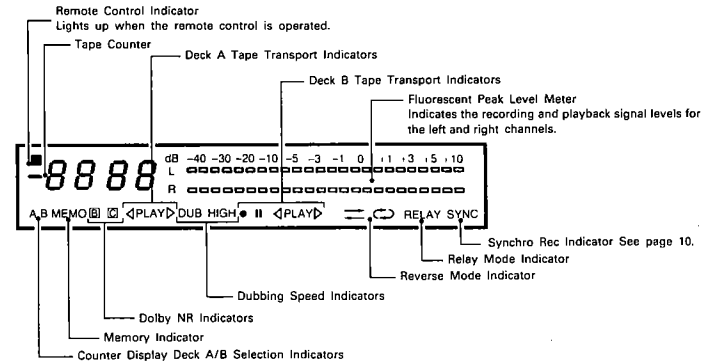 Remote Control Indicator
Lights up when the remote control is operated.
Tape Counter
Deck A Tape Transport Indicators
Deck B Tape Transport Indicators
Fluorescent Peak Level Meter
Indicates the recording and playback signal levels for
the left and right channels.
8888 dB -40 -30 -20 -10 -5 -3 -1 0 +1 +3 +5 +10
L
R
A B MEMO B C ◁PLAY▷ DUB HIGH ● II ◁PLAY▷ RELAY SYNC
Synchro Rec Indicator See page 10.
Relay Mode Indicator
Reverse Mode Indicator
Dubbing Speed Indicators
Dolby NR Indicators
Memory Indicator
Counter Display Deck A/B Selection Indicators